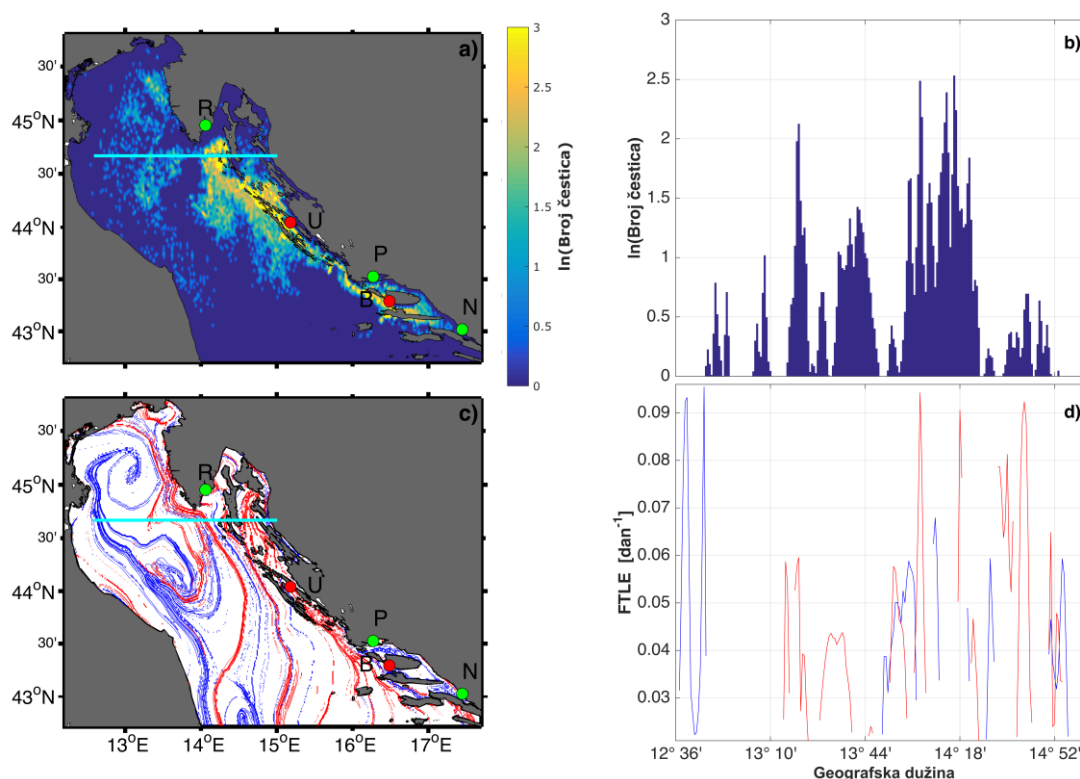 a)
30'
45°N
30'
44°N
30'
43°N
R
U
P
B
N
3
2.5
2
1.5
1
0.5
0
ln(Broj čestica)
b)
3
2.5
2
1.5
1
0.5
0
ln(Broj čestica)
c)
30'
45°N
30'
44°N
30'
43°N
R
U
P
B
N
13°E 14°E 15°E 16°E 17°E
d)
0.09
0.08
0.07
0.06
0.05
0.04
0.03
FTLE [dan⁻¹]
12° 36' 13° 10' 13° 44' 14° 18' 14° 52'
Geografska dužina